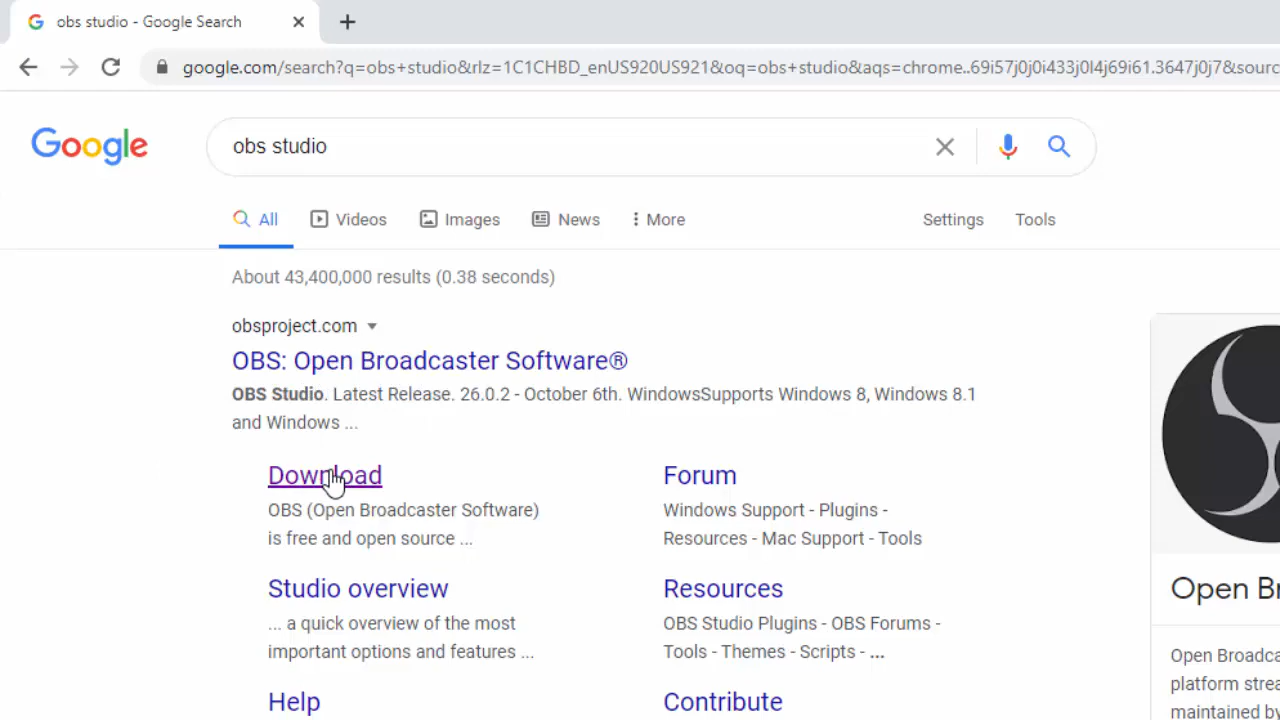 obs studio - Google Search
google.com/search?q=obs+studio&rlz=1C1CHBD_enUS920US921&oq=obs+studio&aqs=chrome..69i57j0j0i433j0l4j69i61.3647j0j7&sourc
Google
obs studio
All Videos Images News More Settings Tools
About 43,400,000 results (0.38 seconds)
obsproject.com
OBS: Open Broadcaster Software®
OBS Studio. Latest Release. 26.0.2 - October 6th. WindowsSupports Windows 8, Windows 8.1
and Windows ...
Download
OBS (Open Broadcaster Software)
is free and open source ...
Forum
Windows Support - Plugins -
Resources - Mac Support - Tools
Studio overview
... a quick overview of the most
important options and features ...
Resources
OBS Studio Plugins - OBS Forums -
Tools - Themes - Scripts - ...
Help
Contribute
Open Br
Open Broadca
platform strea
maintained by